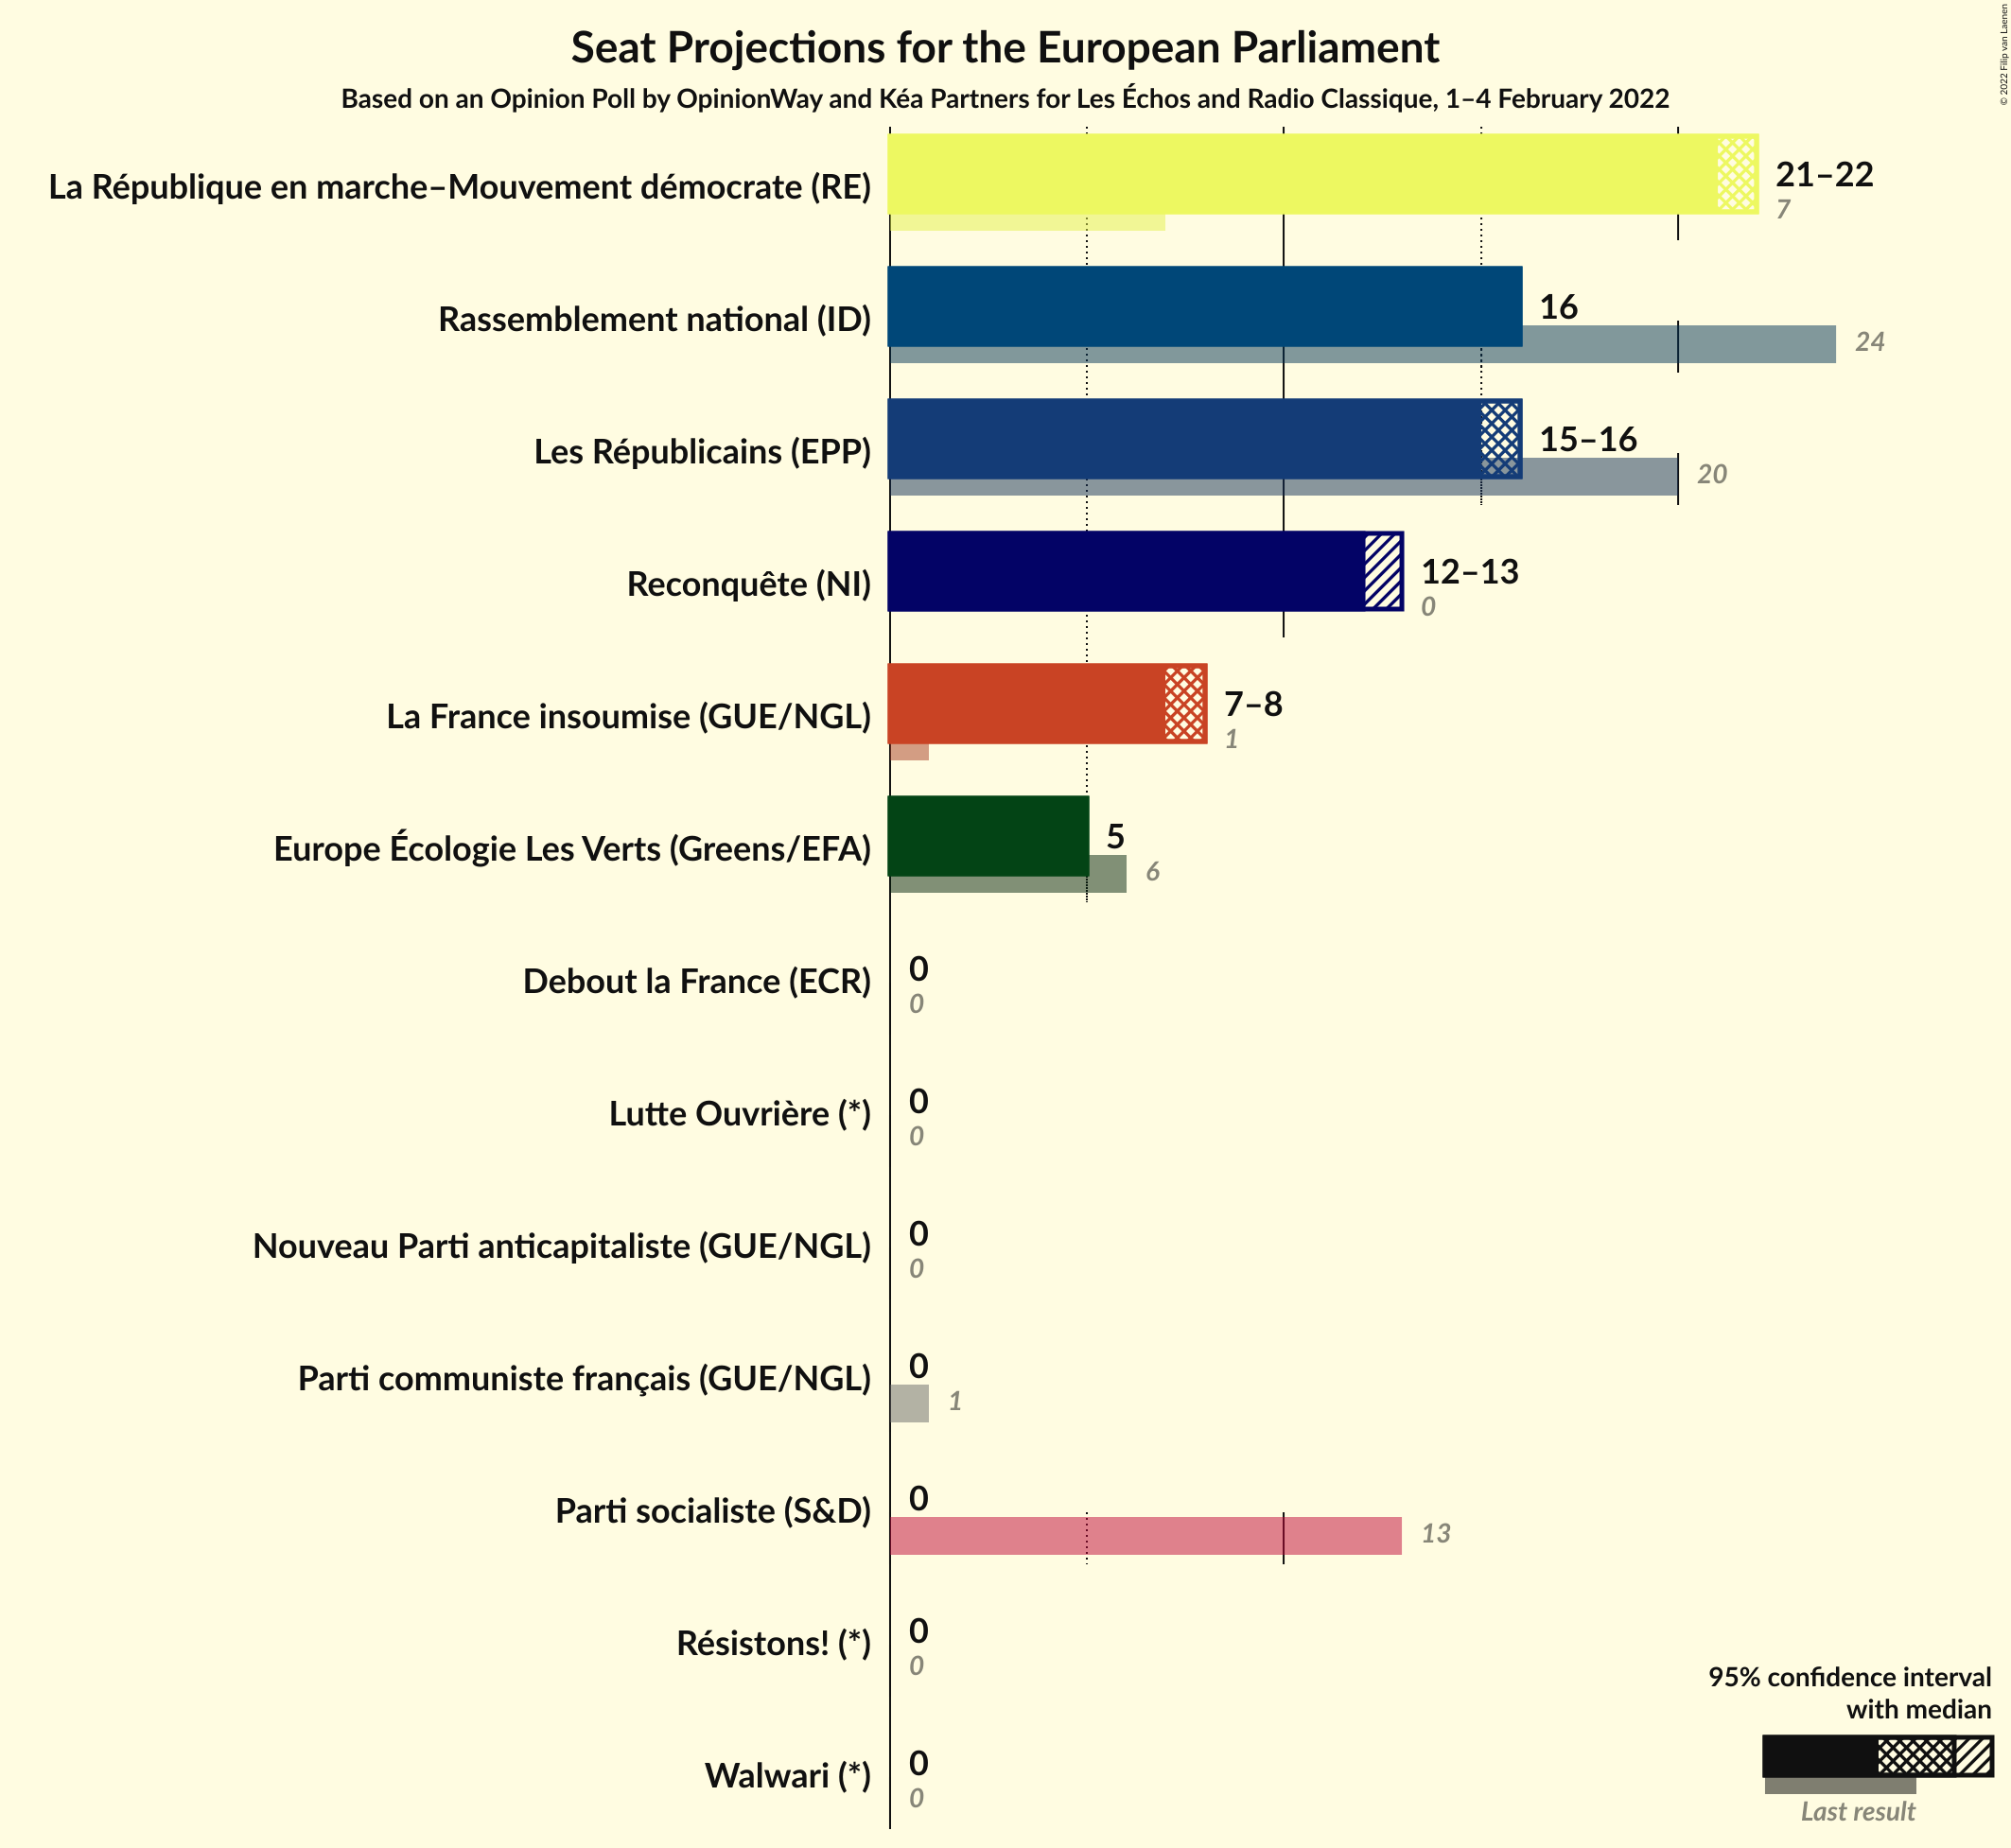 Seat Projections for the European Parliament
Based on an Opinion Poll by OpinionWay and Kéa Partners for Les Échos and Radio Classique, 1–4 February 2022
© 2022 Filip van Laenen
La République en marche–Mouvement démocrate (RE)
21–22
7
Rassemblement national (ID)
16
24
Les Républicains (EPP)
15–16
20
Reconquête (NI)
12–13
0
La France insoumise (GUE/NGL)
7–8
1
Europe Écologie Les Verts (Greens/EFA)
5
6
Debout la France (ECR)
0
0
Lutte Ouvrière (*)
0
0
Nouveau Parti anticapitaliste (GUE/NGL)
0
0
Parti communiste français (GUE/NGL)
0
1
Parti socialiste (S&D)
0
13
Résistons! (*)
0
0
Walwari (*)
0
0
95% confidence interval
with median
Last result